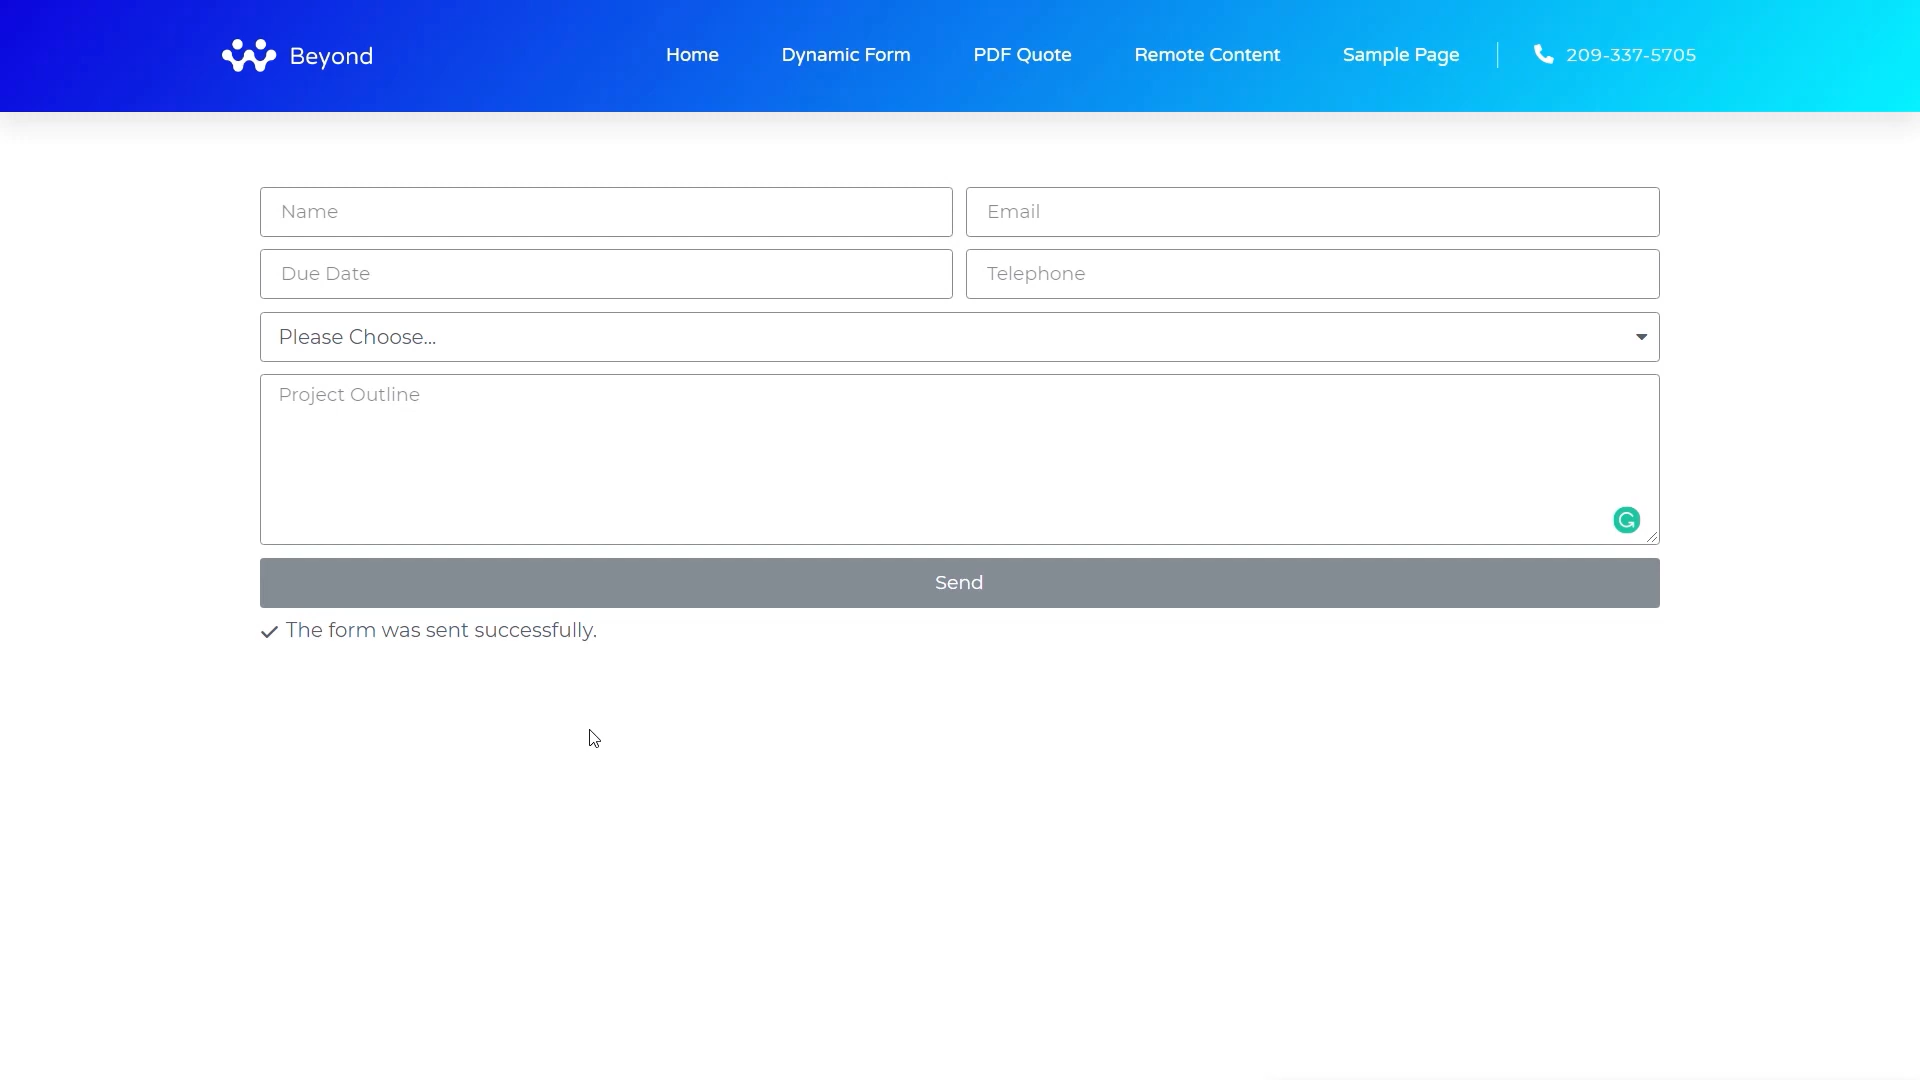 Beyond
Home
Dynamic Form
PDF Quote
Remote Content
Sample Page
209-337-5705
Name
Email
Due Date
Telephone
Please Choose...
Project Outline
Send
The form was sent successfully.